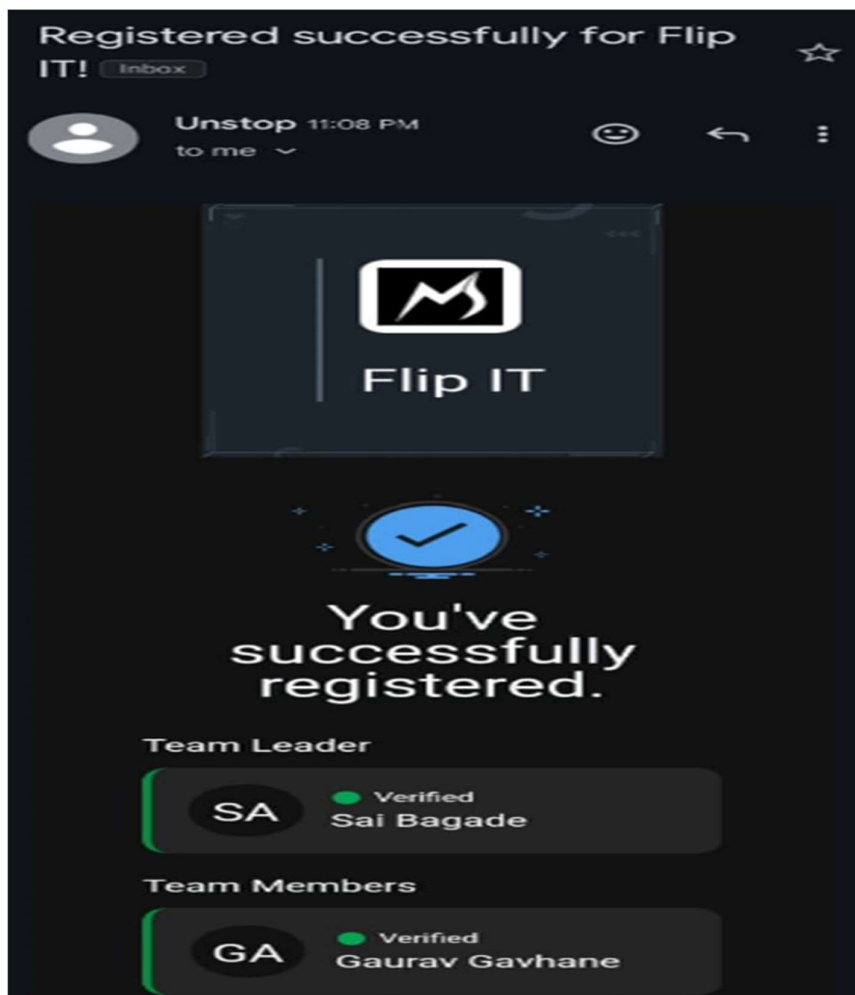 Registered successfully for Flip
IT! Inbox
Unstop 11:08 PM
to me
Flip IT
You've
successfully
registered.
Team Leader
SA
Verified
Sai Bagade
Team Members
GA
Verified
Gaurav Gavhane